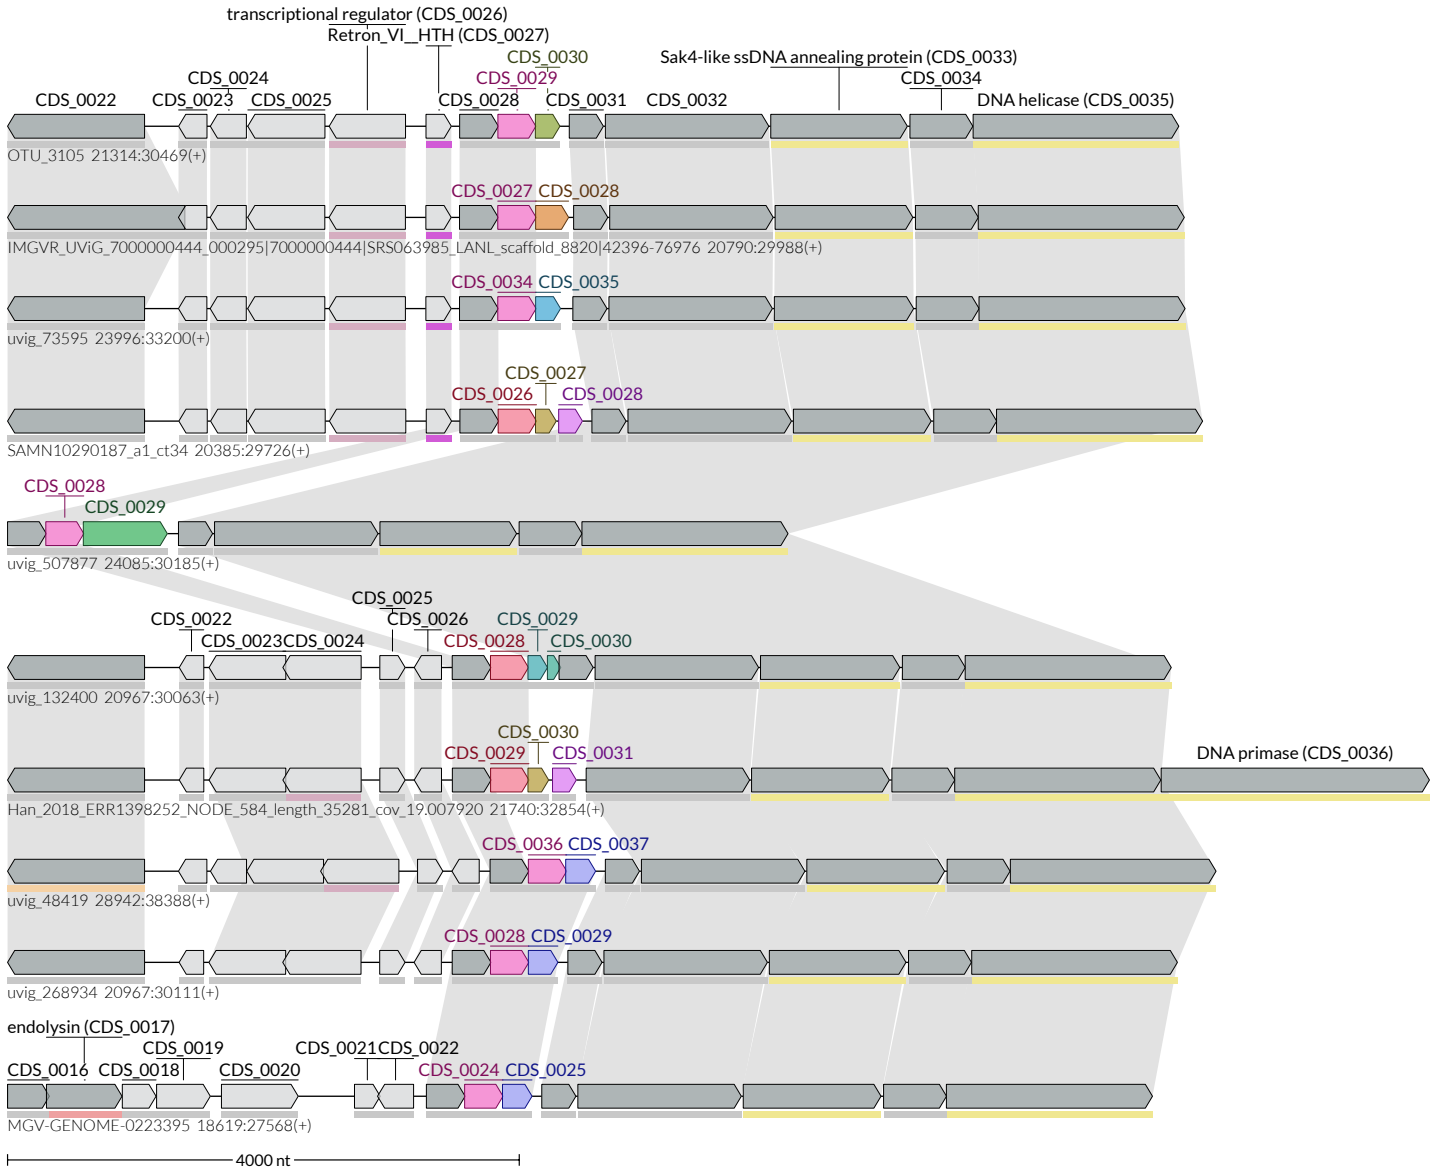 transcriptional regulator (CDS_0026)
Retron_VI__HTH (CDS_0027)
CDS_0030
Sak4-like ssDNA annealing protein (CDS_0033)
CDS_0024 CDS_0029 CDS_0034
CDS_0022 CDS_0023 CDS_0025 CDS_0028 CDS_0031 CDS_0032 DNA helicase (CDS_0035)
OTU_3105 21314:30469(+)
CDS_0027 CDS_0028
IMGVR_UViG_7000000444_000295|7000000444|SRS063985_LANL_scaffold_8820|42396-76976 20790:29988(+)
CDS_0034 CDS_0035
uvig_73595 23996:33200(+)
CDS_0027
CDS_0026 CDS_0028
SAMN10290187_a1_ct34 20385:29726(+)
CDS_0028
CDS_0029
uvig_507877 24085:30185(+)
CDS_0025
CDS_0022 CDS_0026 CDS_0029
CDS_0023 CDS_0024 CDS_0028 CDS_0030
uvig_132400 20967:30063(+)
CDS_0030
CDS_0029 CDS_0031 DNA primase (CDS_0036)
Han_2018_ERR1398252_NODE_584_length_35281_cov_19.007920 21740:32854(+)
CDS_0036 CDS_0037
uvig_48419 28942:38388(+)
CDS_0028 CDS_0029
uvig_268934 20967:30111(+)
endolysin (CDS_0017)
CDS_0019 CDS_0021 CDS_0022
CDS_0016 CDS_0018 CDS_0020 CDS_0024 CDS_0025
MGV-GENOME-0223395 18619:27568(+)
4000 nt